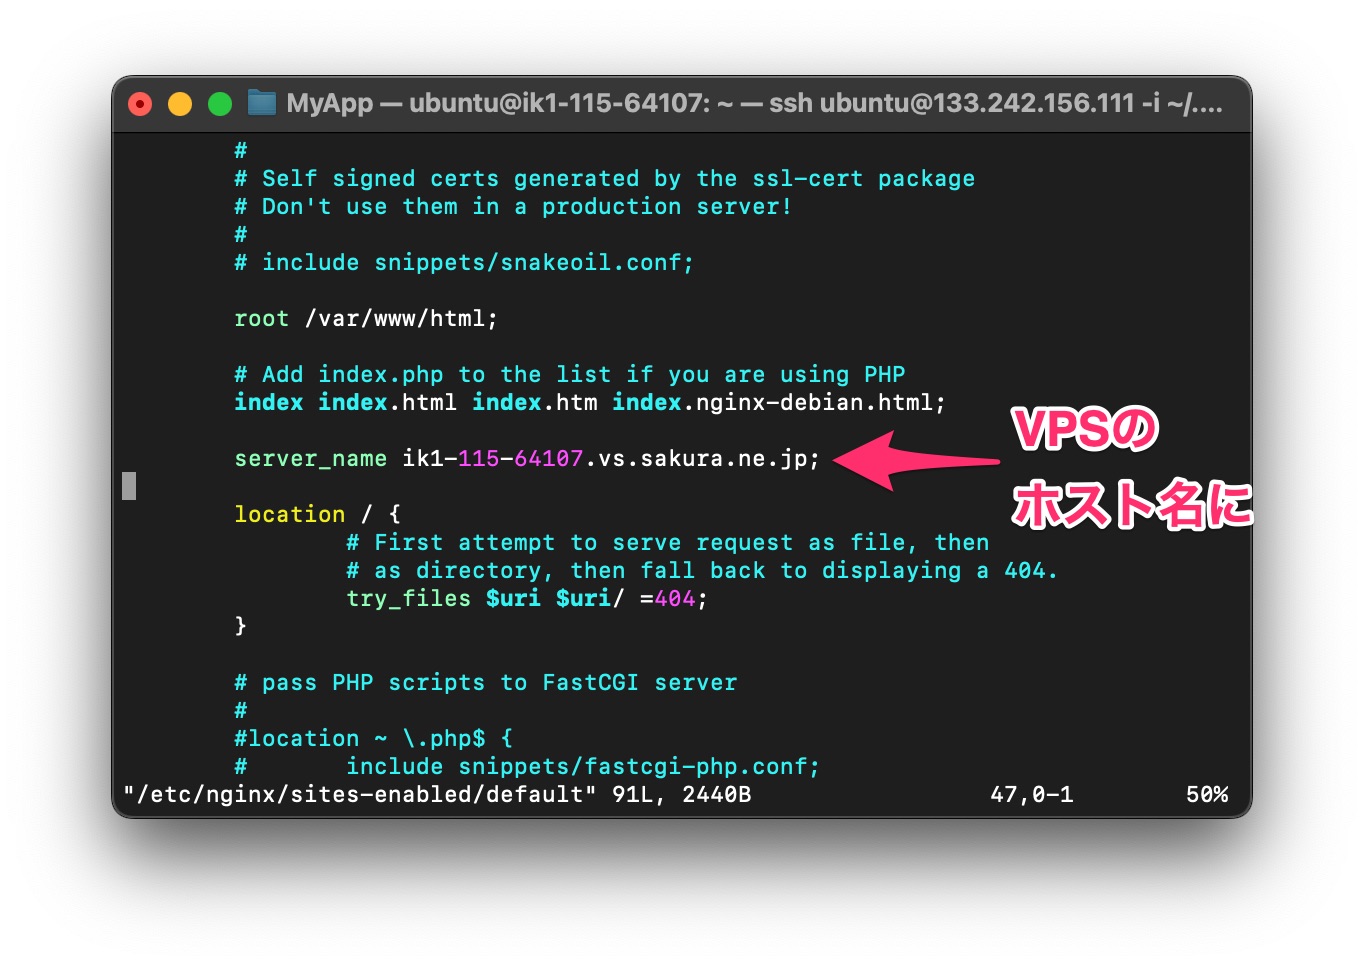 MyApp — ubuntu@ik1-115-64107: ~ — ssh ubuntu@133.242.156.111 -i ~/....
#
# Self signed certs generated by the ssl-cert package
# Don't use them in a production server!
#
# include snippets/snakeoil.conf;
root /var/www/html;
# Add index.php to the list if you are using PHP
index index.html index.htm index.nginx-debian.html;
server_name ik1-115-64107.vs.sakura.ne.jp;
VPSの
ホスト名に
location / {
# First attempt to serve request as file, then
# as directory, then fall back to displaying a 404.
try_files $uri $uri/ =404;
}
# pass PHP scripts to FastCGI server
#
#location ~ \.php$ {
#       include snippets/fastcgi-php.conf;
"/etc/nginx/sites-enabled/default" 91L, 2440B 47,0-1 50%